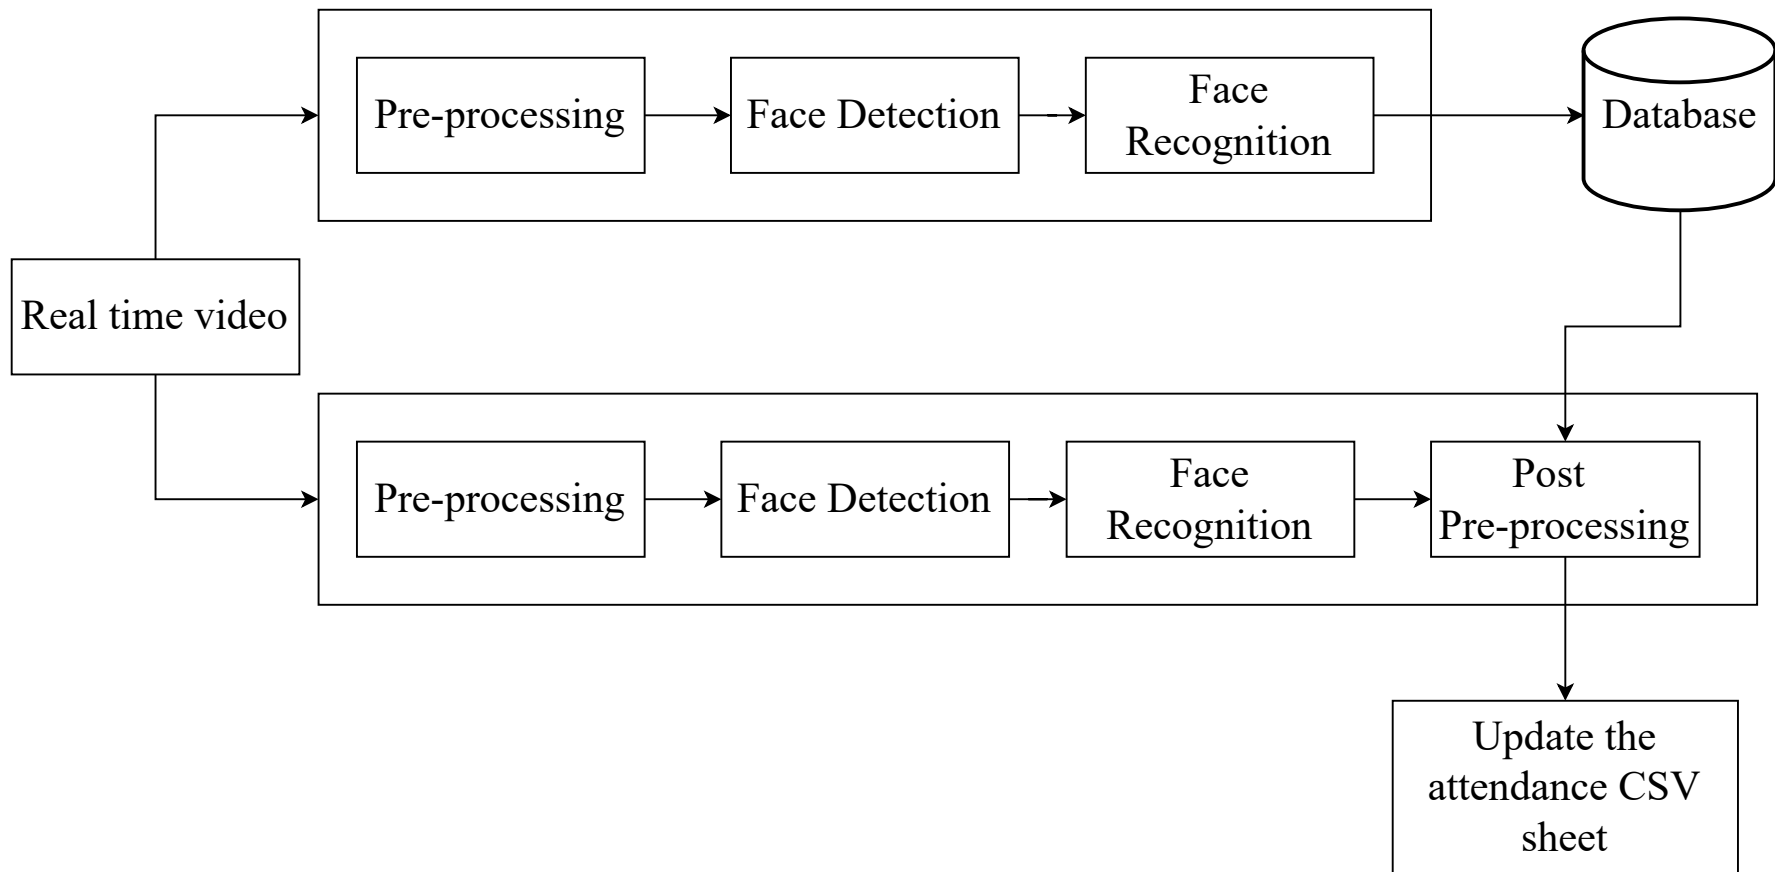 Pre-processing
Face Detection
Face
Recognition
Database
Real time video
Pre-processing
Face Detection
Face
Recognition
Post
Pre-processing
Update the
attendance CSV
sheet